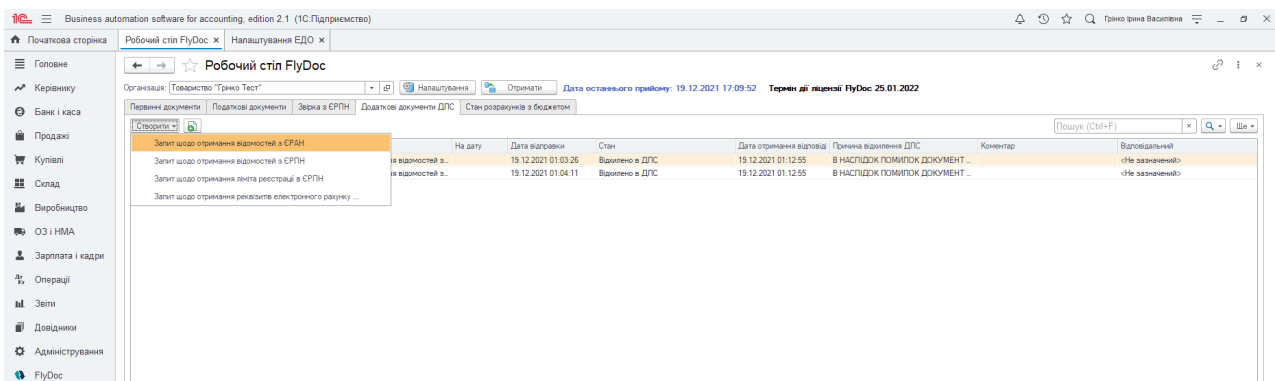 Business automation software for accounting, edition 2.1 (1С:Підприємство) Грінко Ірина Василівна
Початкова сторінка Робочий стіл FlyDoc × Налаштування ЕДО ×
Головне
Керівнику
Банк і каса
Продажі
Купівлі
Склад
Виробництво
ОЗ і НМА
Зарплата і кадри
Операції
Звіти
Довідники
Адміністрування
FlyDoc
Робочий стіл FlyDoc
Організація: Товариство "Грінко Тест" Налаштування Отримати Дата останнього прийому: 19.12.2021 17:09:52 Термін дії ліцензії FlyDoc 25.01.2022
Первинні документи Податкові документи Звірка з ЄРПН Додаткові документи ДПС Стан розрахунків з бюджетом
Створити Пошук (Ctrl+F) × Ще
На дату Дата відправки Стан Дата отримання відповіді Причина відхилення ДПС Коментар Відповідальний
Запит щодо отримання відомостей з ЄРАН
Запит щодо отримання відомостей з ЄРПН
Запит щодо отримання ліміта реєстрації в ЄРПН
Запит щодо отримання реквізитів електронного рахунку ...
я відомостей з... 19.12.2021 01:03:26 Відхилено в ДПС 19.12.2021 01:12:55 В НАСЛІДОК ПОМИЛОК ДОКУМЕНТ ... <Не зазначений>
я відомостей з... 19.12.2021 01:04:11 Відхилено в ДПС 19.12.2021 01:12:55 В НАСЛІДОК ПОМИЛОК ДОКУМЕНТ ... <Не зазначений>